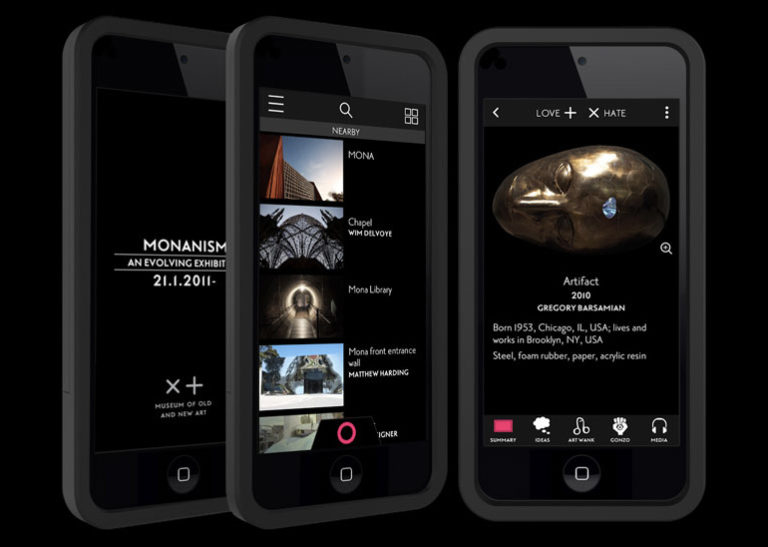 MONANISM
AN EVOLVING EXHIBIT
21.1.2011-
MUSEUM OF OLD
AND NEW ART
NEARBY
MONA
Chapel
WIM DELVOYE
Mona Library
Mona front entrance
wall
MATTHEW HARDING
IGNER
LOVE HATE
Artifact
2010
GREGORY BARSAMIAN
Born 1953, Chicago, IL, USA; lives and
works in Brooklyn, NY, USA
Steel, foam rubber, paper, acrylic resin
SUMMARY IDEAS ART WANK GONZO MEDIA